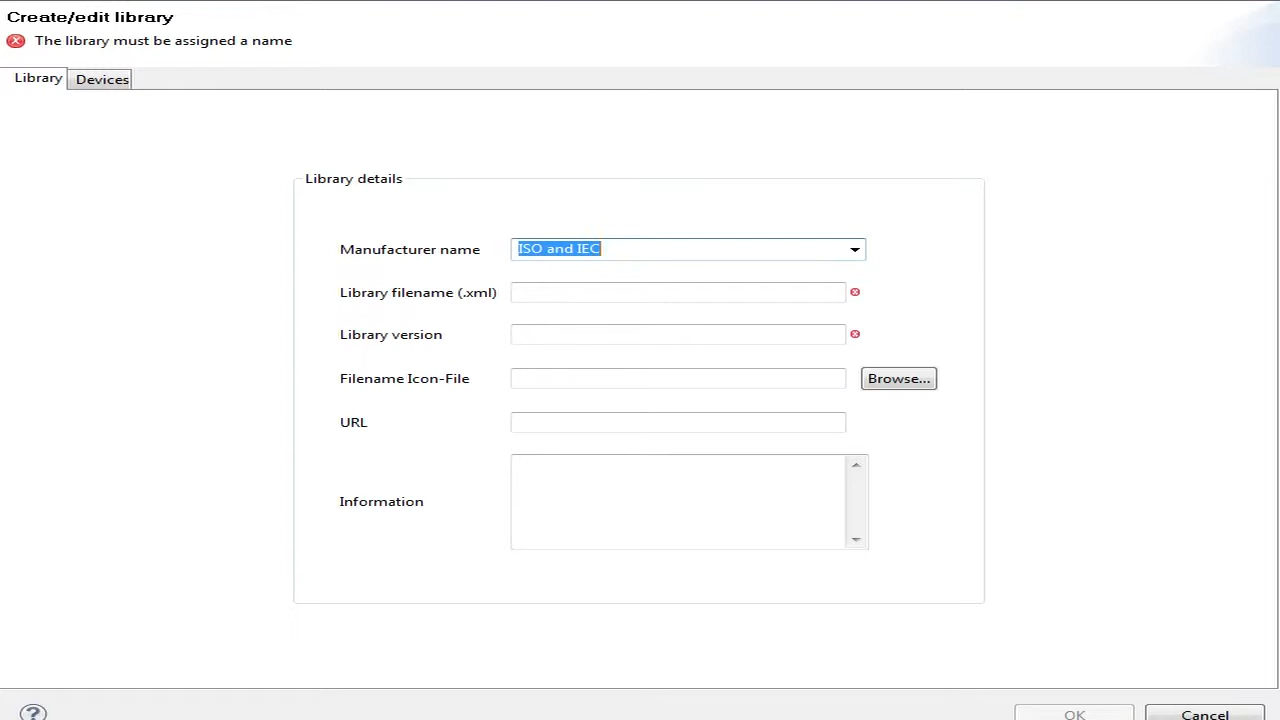 Create/edit library
The library must be assigned a name
Library Devices
Library details
Manufacturer name ISO and IEC
Library filename (.xml)
Library version
Filename Icon-File Browse...
URL
Information
? OK Cancel